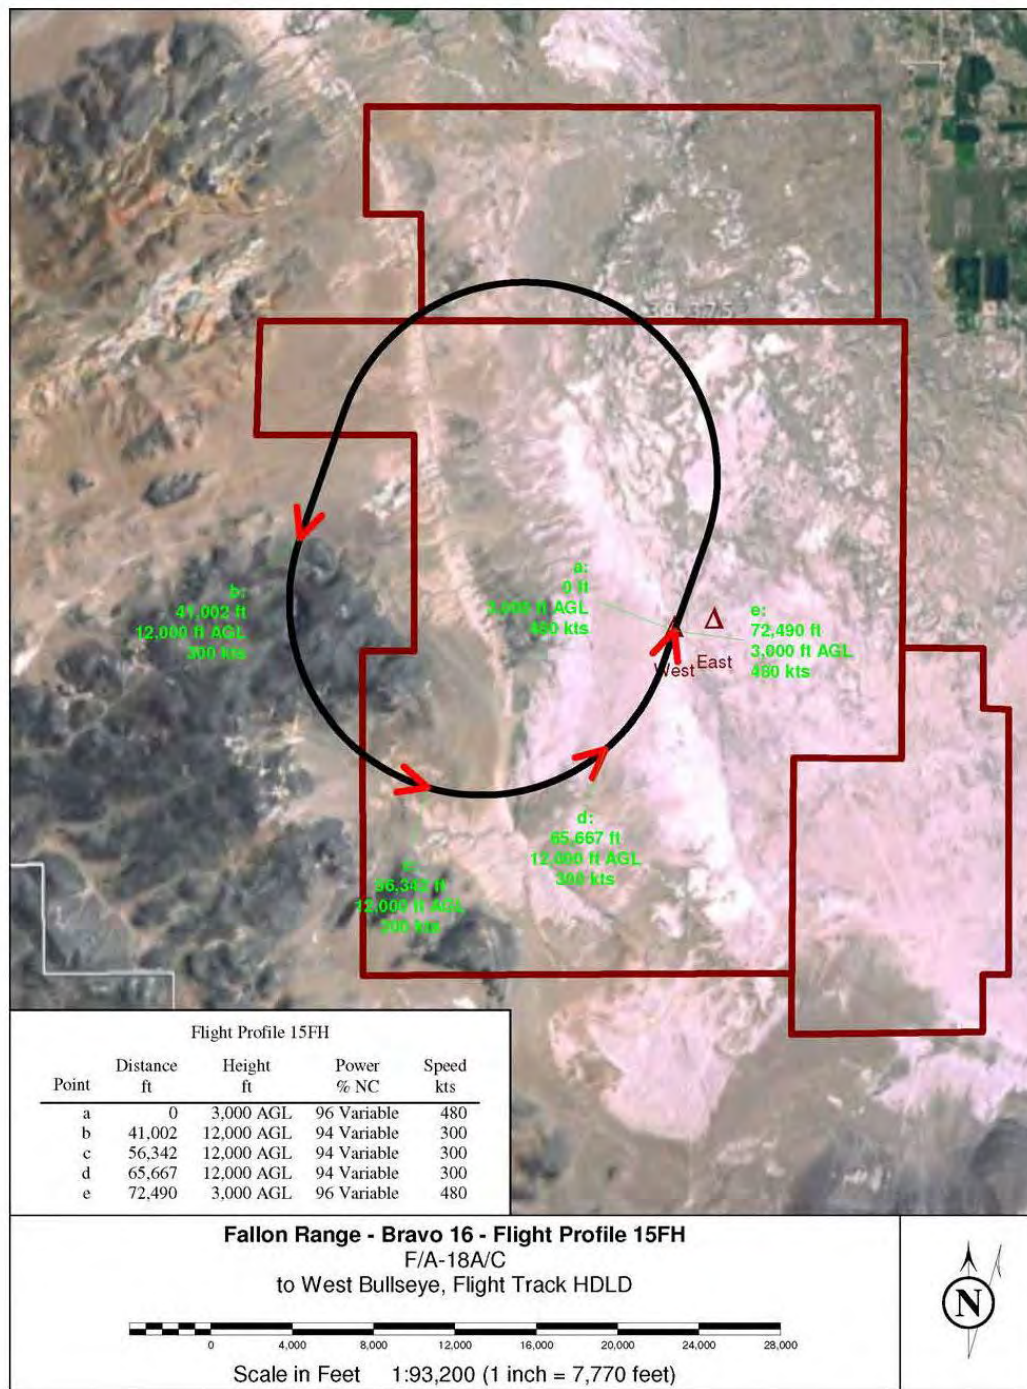 a:
0 ft
3,000 ft AGL
480 kts
b:
41,002 ft
12,000 ft AGL
300 kts
e:
72,490 ft
3,000 ft AGL
480 kts
West
East
d:
65,667 ft
12,000 ft AGL
300 kts
56,342 ft
12,000 ft AGL
300 kts
Flight Profile 15FH
Point Distance ft Height ft Power % NC Speed kts
a 0 3,000 AGL 96 Variable 480
b 41,002 12,000 AGL 94 Variable 300
c 56,342 12,000 AGL 94 Variable 300
d 65,667 12,000 AGL 94 Variable 300
e 72,490 3,000 AGL 96 Variable 480
Fallon Range - Bravo 16 - Flight Profile 15FH
F/A-18A/C
to West Bullseye, Flight Track HDLD
0 4,000 8,000 12,000 16,000 20,000 24,000 28,000
Scale in Feet 1:93,200 (1 inch = 7,770 feet)
N